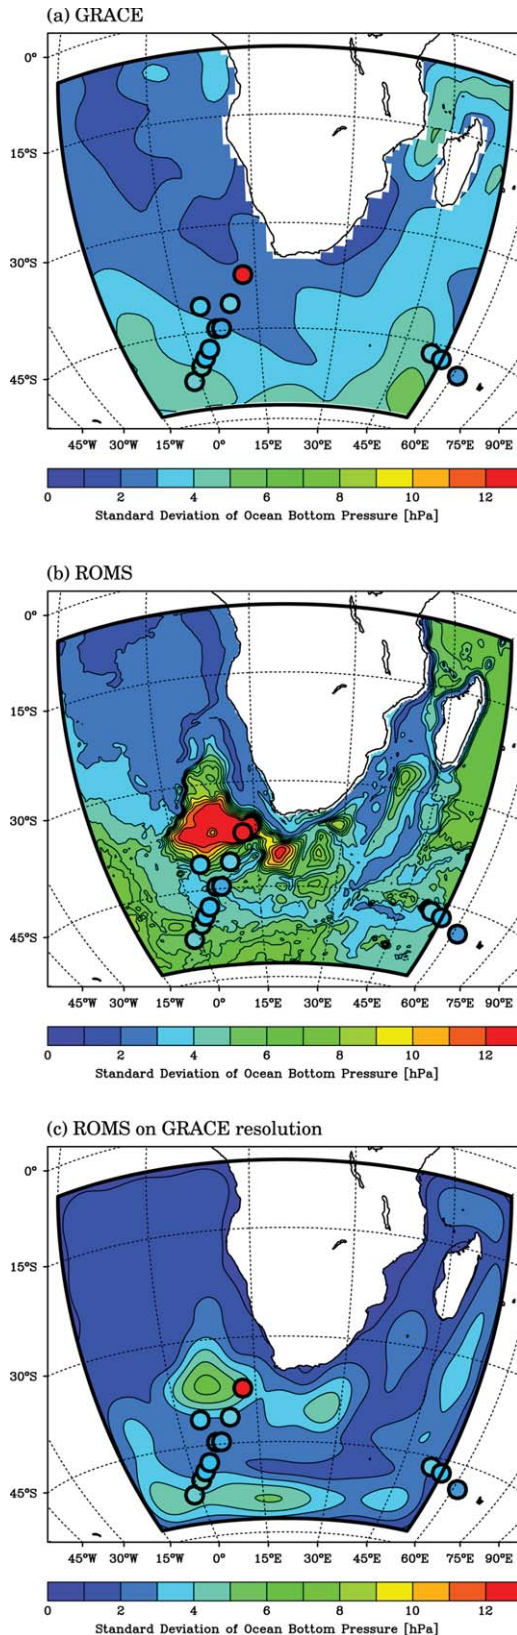 (a) GRACE
0°
15°S
30°S
45°S
45°W 30°W 15°W 0° 15°E 30°E 45°E 60°E 75°E 90°E
0 2 4 6 8 10 12
Standard Deviation of Ocean Bottom Pressure [hPa]
(b) ROMS
0°
15°S
30°S
45°S
45°W 30°W 15°W 0° 15°E 30°E 45°E 60°E 75°E 90°E
0 2 4 6 8 10 12
Standard Deviation of Ocean Bottom Pressure [hPa]
(c) ROMS on GRACE resolution
0°
15°S
30°S
45°S
45°W 30°W 15°W 0° 15°E 30°E 45°E 60°E 75°E 90°E
0 2 4 6 8 10 12
Standard Deviation of Ocean Bottom Pressure [hPa]